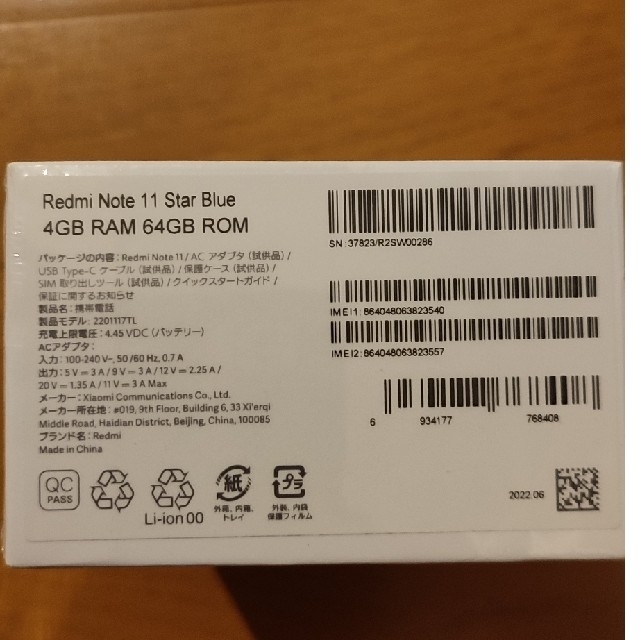 Redmi Note 11 Star Blue
4GB RAM 64GB ROM
パッケージの内容: Redmi Note 11 / AC アダプタ (試供品) /
USB Type-C ケーブル (試供品) / 保護ケース (試供品) /
SIM 取り出しツール (試供品) / クイックスタートガイド /
保証に関するお知らせ
製品名: 携帯電話
製品モデル: 2201117TL
充電上限電圧: 4.45 VDC (バッテリー)
ACアダプタ:
入力: 100-240 V~, 50/60 Hz, 0.7 A
出力: 5 V⎓3 A / 9 V⎓3 A / 12 V⎓2.25 A /
20 V⎓1.35 A / 11 V⎓3 A Max
メーカー: Xiaomi Communications Co., Ltd.
メーカー所在地: #019, 9th Floor, Building 6, 33 Xi'erqi
Middle Road, Haidian District, Beijing, China, 100085
ブランド名: Redmi
Made in China
SN: 37823/R2SW00286
IMEI1: 864048063823540
IMEI2: 864048063823557
6 934177 768408
2022.06
QC
PASS
Li-ion 00
紙
外箱、内箱、
トレイ
プラ
外装、内装
保護フィルム